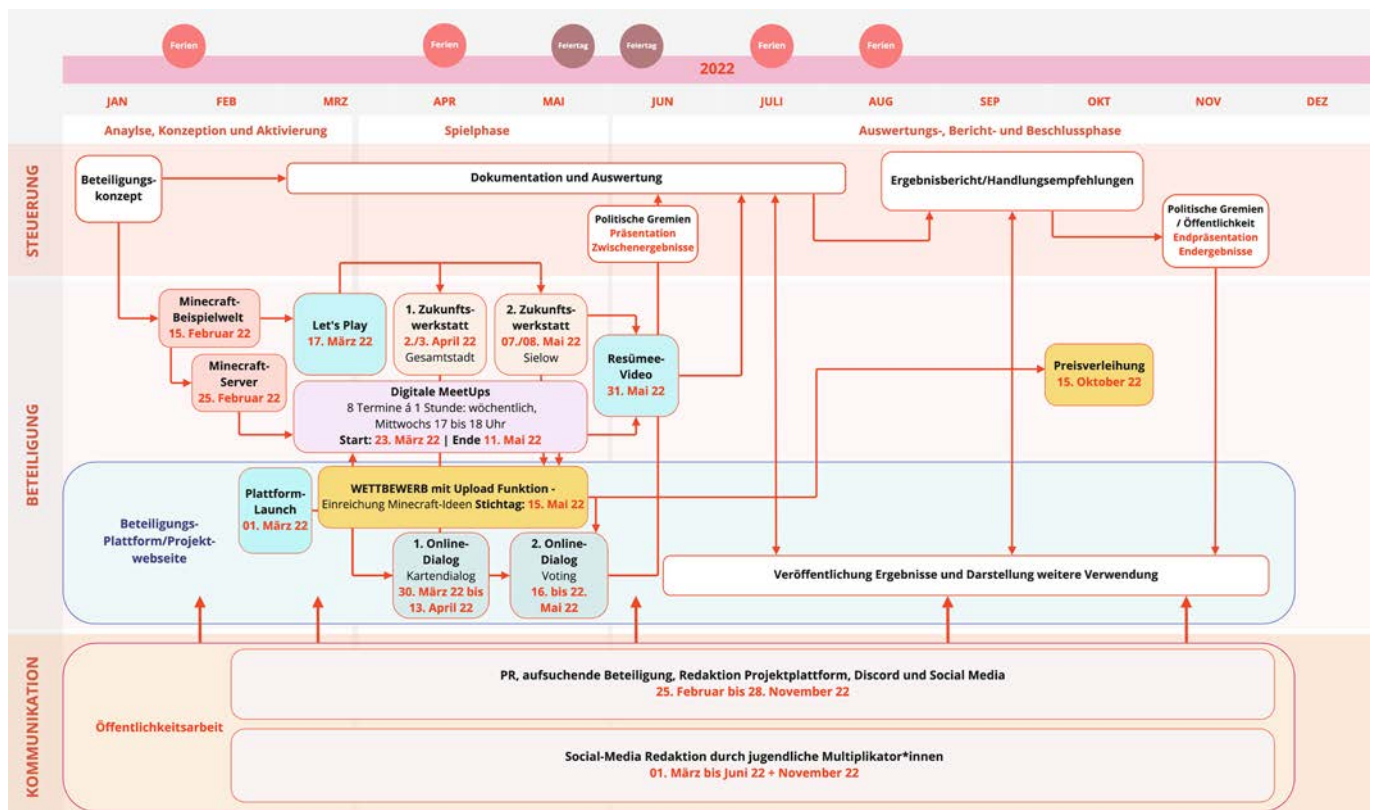 Ferien
Ferien
Feiertag
Feiertag
Ferien
Ferien
2022
JAN
FEB
MRZ
APR
MAI
JUN
JULI
AUG
SEP
OKT
NOV
DEZ
Anaylse, Konzeption und Aktivierung
Spielphase
Auswertungs-, Bericht- und Beschlussphase
STEUERUNG
Beteiligungs-
konzept
Dokumentation und Auswertung
Ergebnisbericht/Handlungsempfehlungen
Politische Gremien
Präsentation
Zwischenergebnisse
Politische Gremien
/ Öffentlichkeit
Endpräsentation
Endergebnisse
BETEILIGUNG
Minecraft-
Beispielwelt
15. Februar 22
Let's Play
17. März 22
1. Zukunfts-
werkstatt
2./3. April 22
Gesamtstadt
2. Zukunfts-
werkstatt
07./08. Mai 22
Sielow
Minecraft-
Server
25. Februar 22
Resümee-
Video
31. Mai 22
Preisverleihung
15. Oktober 22
Digitale MeetUps
8 Termine á 1 Stunde: wöchentlich,
Mittwochs 17 bis 18 Uhr
Start: 23. März 22 | Ende 11. Mai 22
Beteiligungs-
Plattform/Projekt-
webseite
Plattform-
Launch
01. März 22
WETTBEWERB mit Upload Funktion -
Einreichung Minecraft-Ideen Stichtag: 15. Mai 22
1. Online-
Dialog
Kartendialog
30. März 22 bis
13. April 22
2. Online-
Dialog
Voting
16. bis 22.
Mai 22
Veröffentlichung Ergebnisse und Darstellung weitere Verwendung
KOMMUNIKATION
Öffentlichkeitsarbeit
PR, aufsuchende Beteiligung, Redaktion Projektplattform, Discord und Social Media
25. Februar bis 28. November 22
Social-Media Redaktion durch jugendliche Multiplikator*innen
01. März bis Juni 22 + November 22